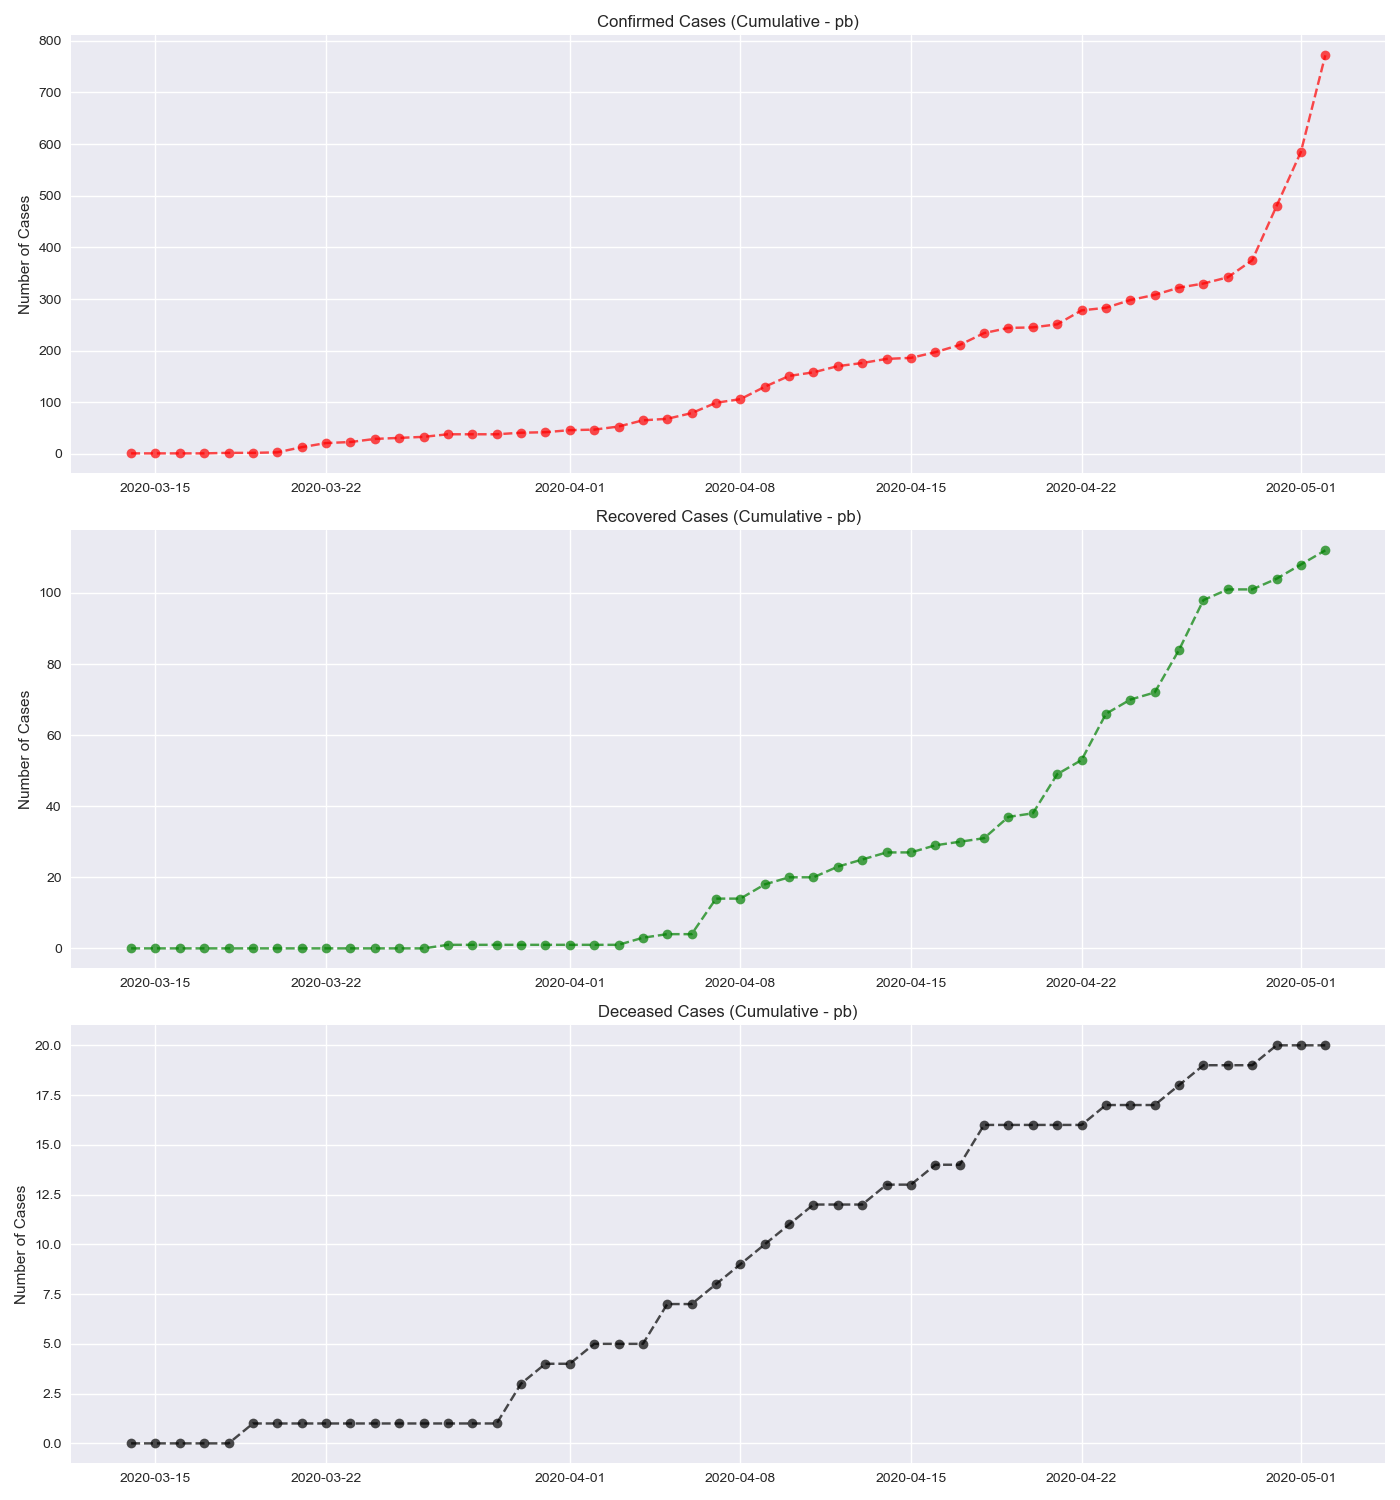 Confirmed Cases (Cumulative - pb)
800
700
600
500
400
300
200
100
0
Number of Cases
2020-03-15 2020-03-22 2020-04-01 2020-04-08 2020-04-15 2020-04-22 2020-05-01
Recovered Cases (Cumulative - pb)
100
80
60
40
20
0
Number of Cases
2020-03-15 2020-03-22 2020-04-01 2020-04-08 2020-04-15 2020-04-22 2020-05-01
Deceased Cases (Cumulative - pb)
20.0
17.5
15.0
12.5
10.0
7.5
5.0
2.5
0.0
Number of Cases
2020-03-15 2020-03-22 2020-04-01 2020-04-08 2020-04-15 2020-04-22 2020-05-01